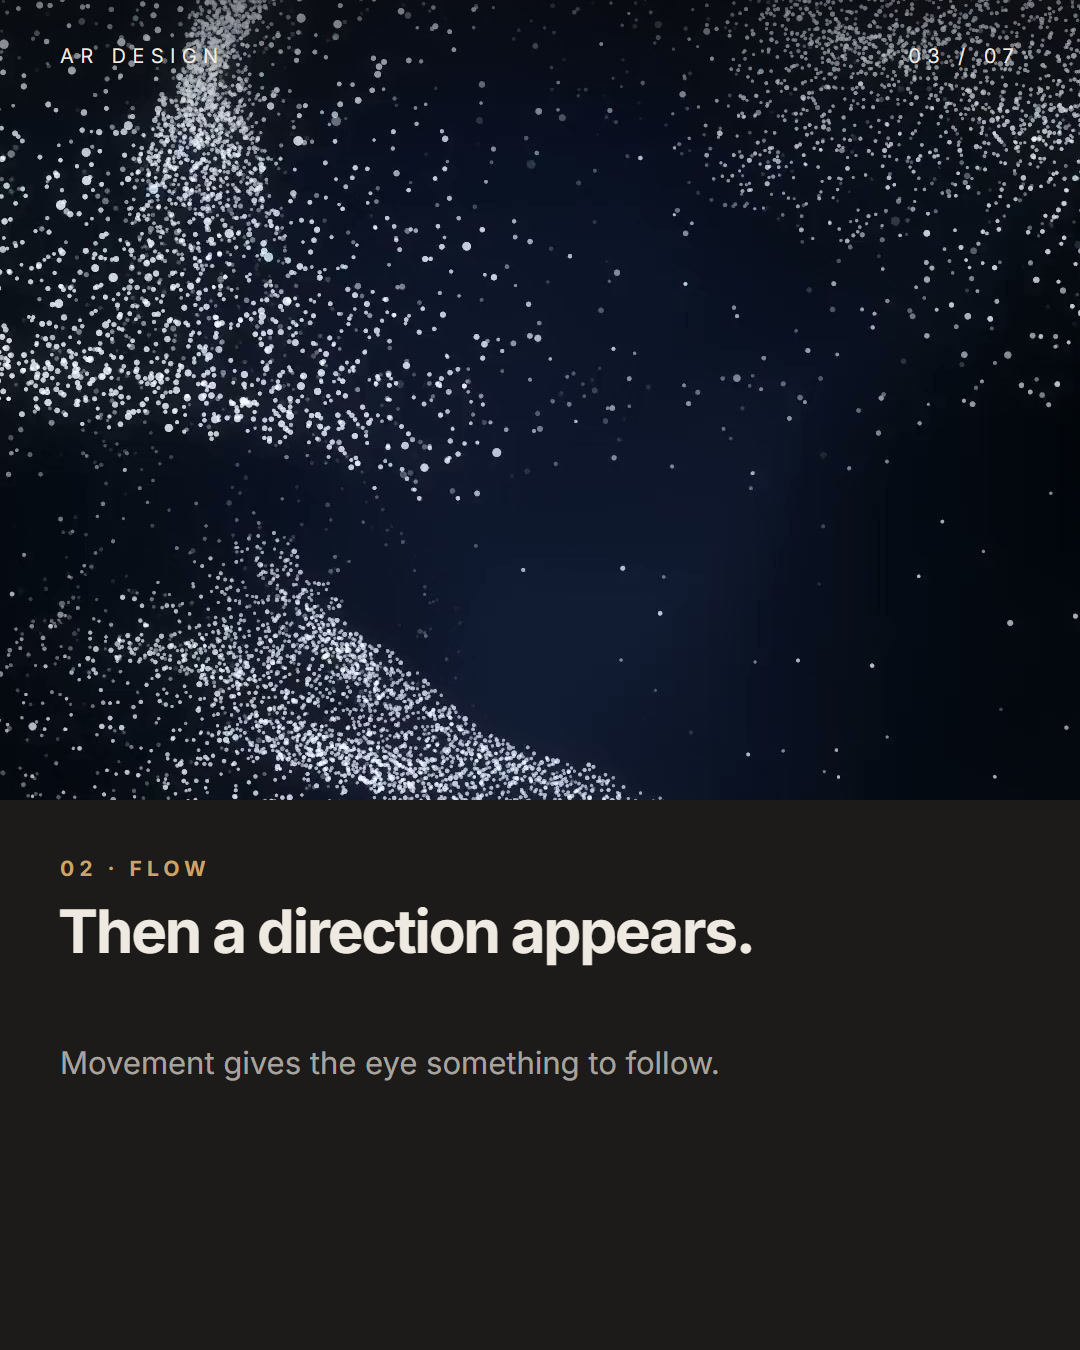 AR DESIGN
03 / 07
02 · FLOW
Then a direction appears.
Movement gives the eye something to follow.